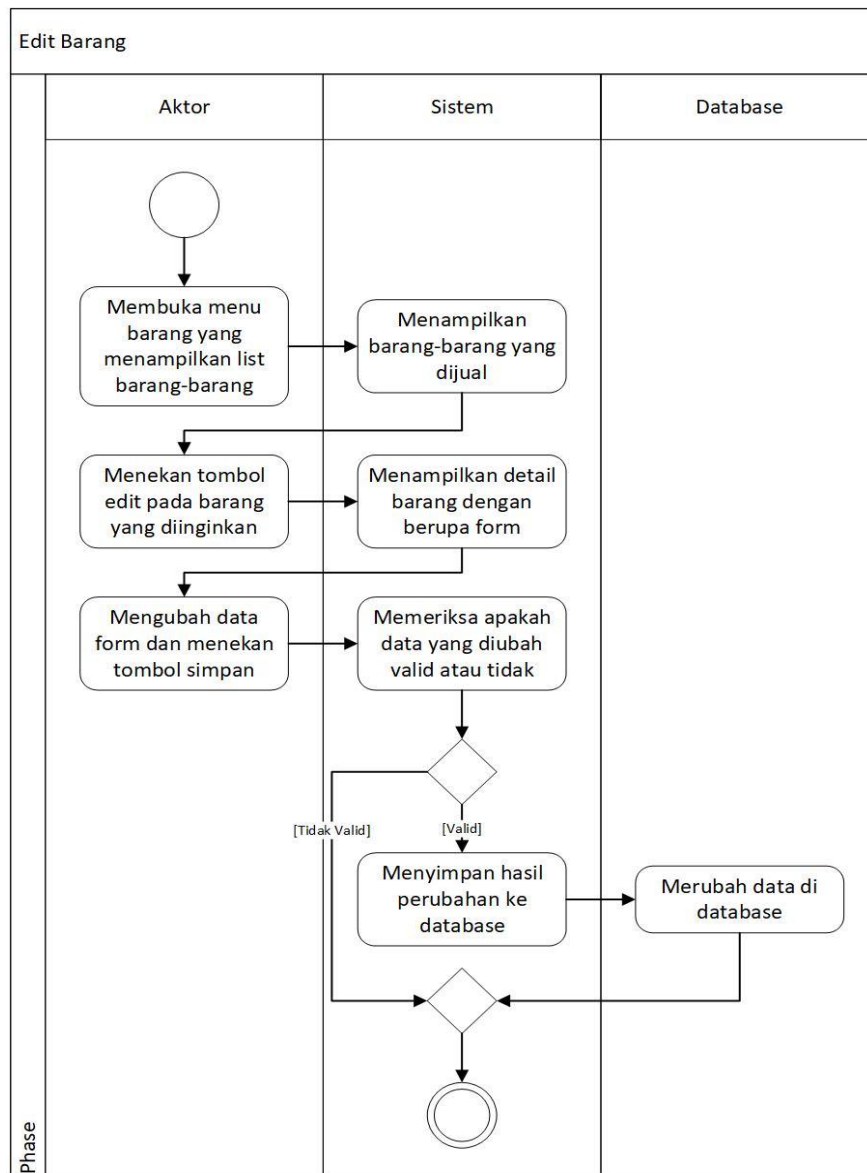 Edit Barang
Aktor
Sistem
Database
Membuka menu
barang yang
menampilkan list
barang-barang
Menampilkan
barang-barang yang
dijual
Menekan tombol
edit pada barang
yang diinginkan
Menampilkan detail
barang dengan
berupa form
Mengubah data
form dan menekan
tombol simpan
Memeriksa apakah
data yang diubah
valid atau tidak
[Tidak Valid]
[Valid]
Menyimpan hasil
perubahan ke
database
Merubah data di
database
Phase